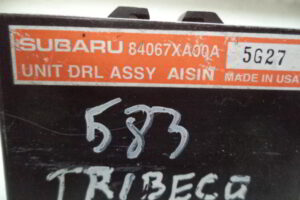 SUBARU 84067XA00A 5G27
UNIT DRL ASSY AISIN MADE IN USA
583
TRIBECA